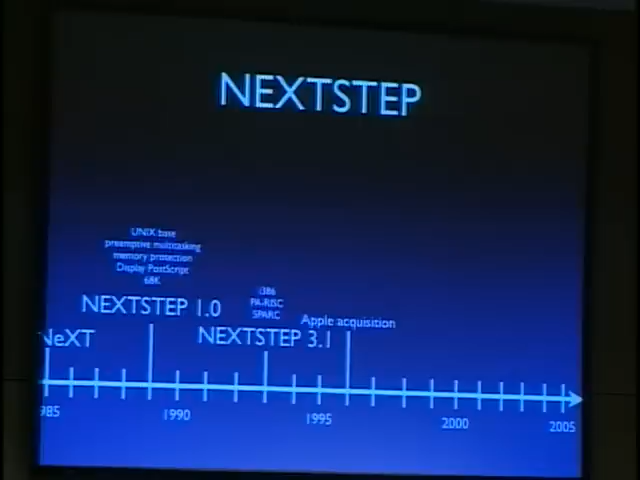 NEXTSTEP
UNIX base
preemptive multitasking
memory protection
Display PostScript
68K
NEXTSTEP 1.0
i386
PA-RISC
SPARC
Apple acquisition
NeXT
NEXTSTEP 3.1
985
1990
1995
2000
2005